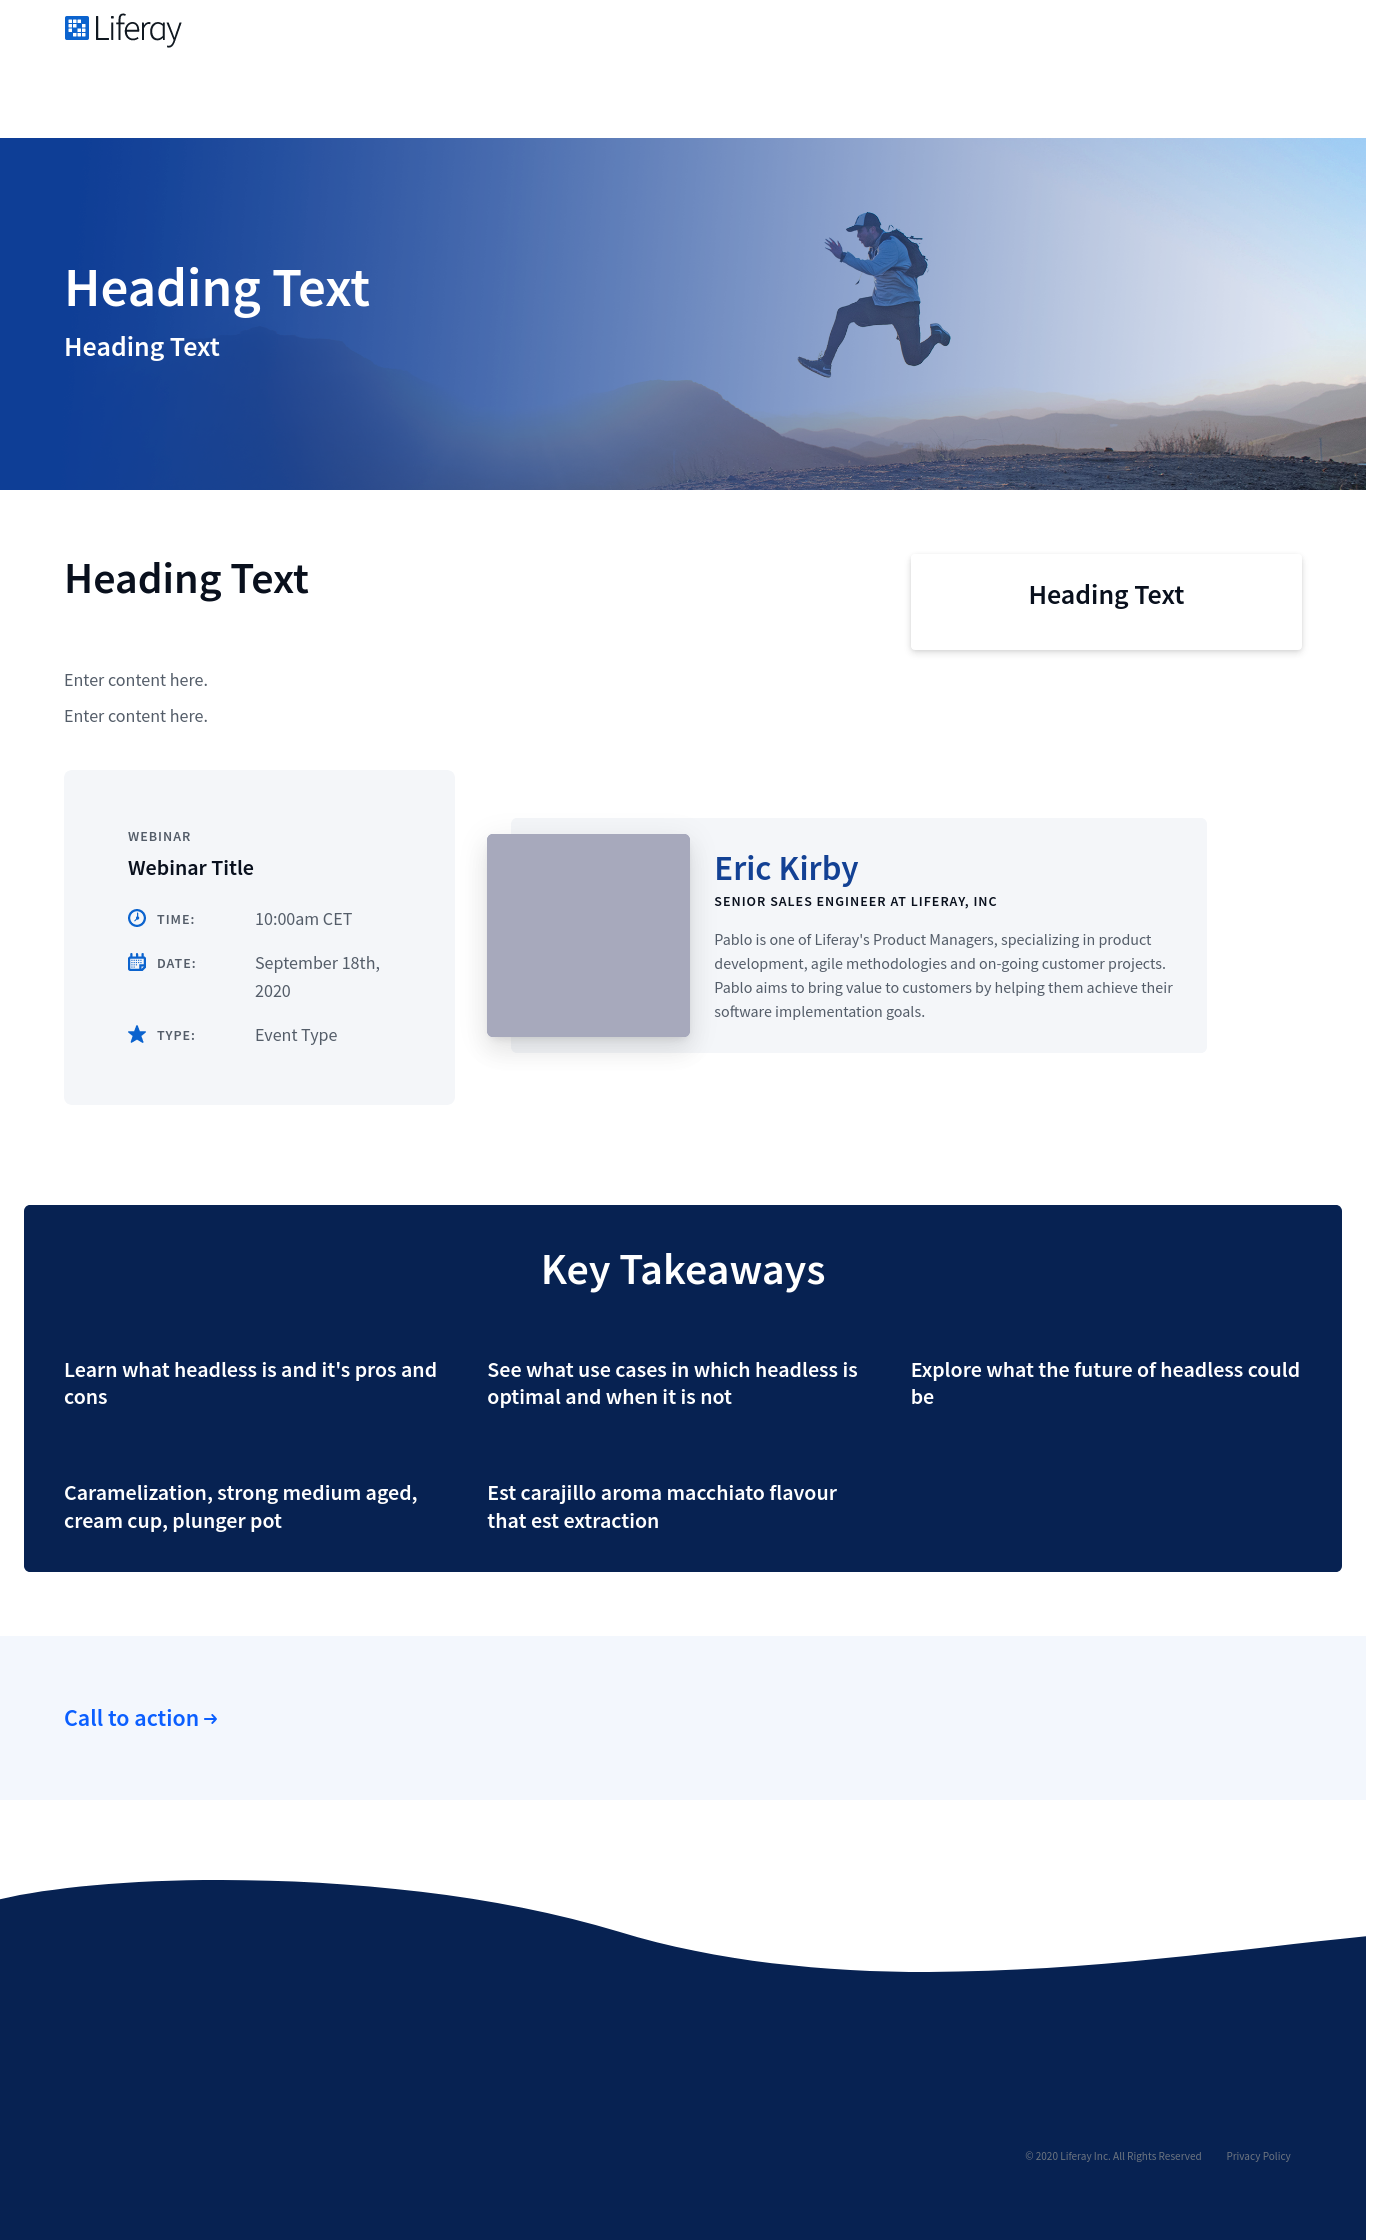 Liferay
Heading Text
Heading Text
Heading Text
Heading Text
Enter content here.
Enter content here.
WEBINAR
Webinar Title
TIME: 10:00am CET
DATE: September 18th,
2020
TYPE: Event Type
Eric Kirby
SENIOR SALES ENGINEER AT LIFERAY, INC
Pablo is one of Liferay's Product Managers, specializing in product
development, agile methodologies and on-going customer projects.
Pablo aims to bring value to customers by helping them achieve their
software implementation goals.
Key Takeaways
Learn what headless is and it's pros and
cons
See what use cases in which headless is
optimal and when it is not
Explore what the future of headless could
be
Caramelization, strong medium aged,
cream cup, plunger pot
Est carajillo aroma macchiato flavour
that est extraction
Call to action →
© 2020 Liferay Inc. All Rights Reserved Privacy Policy